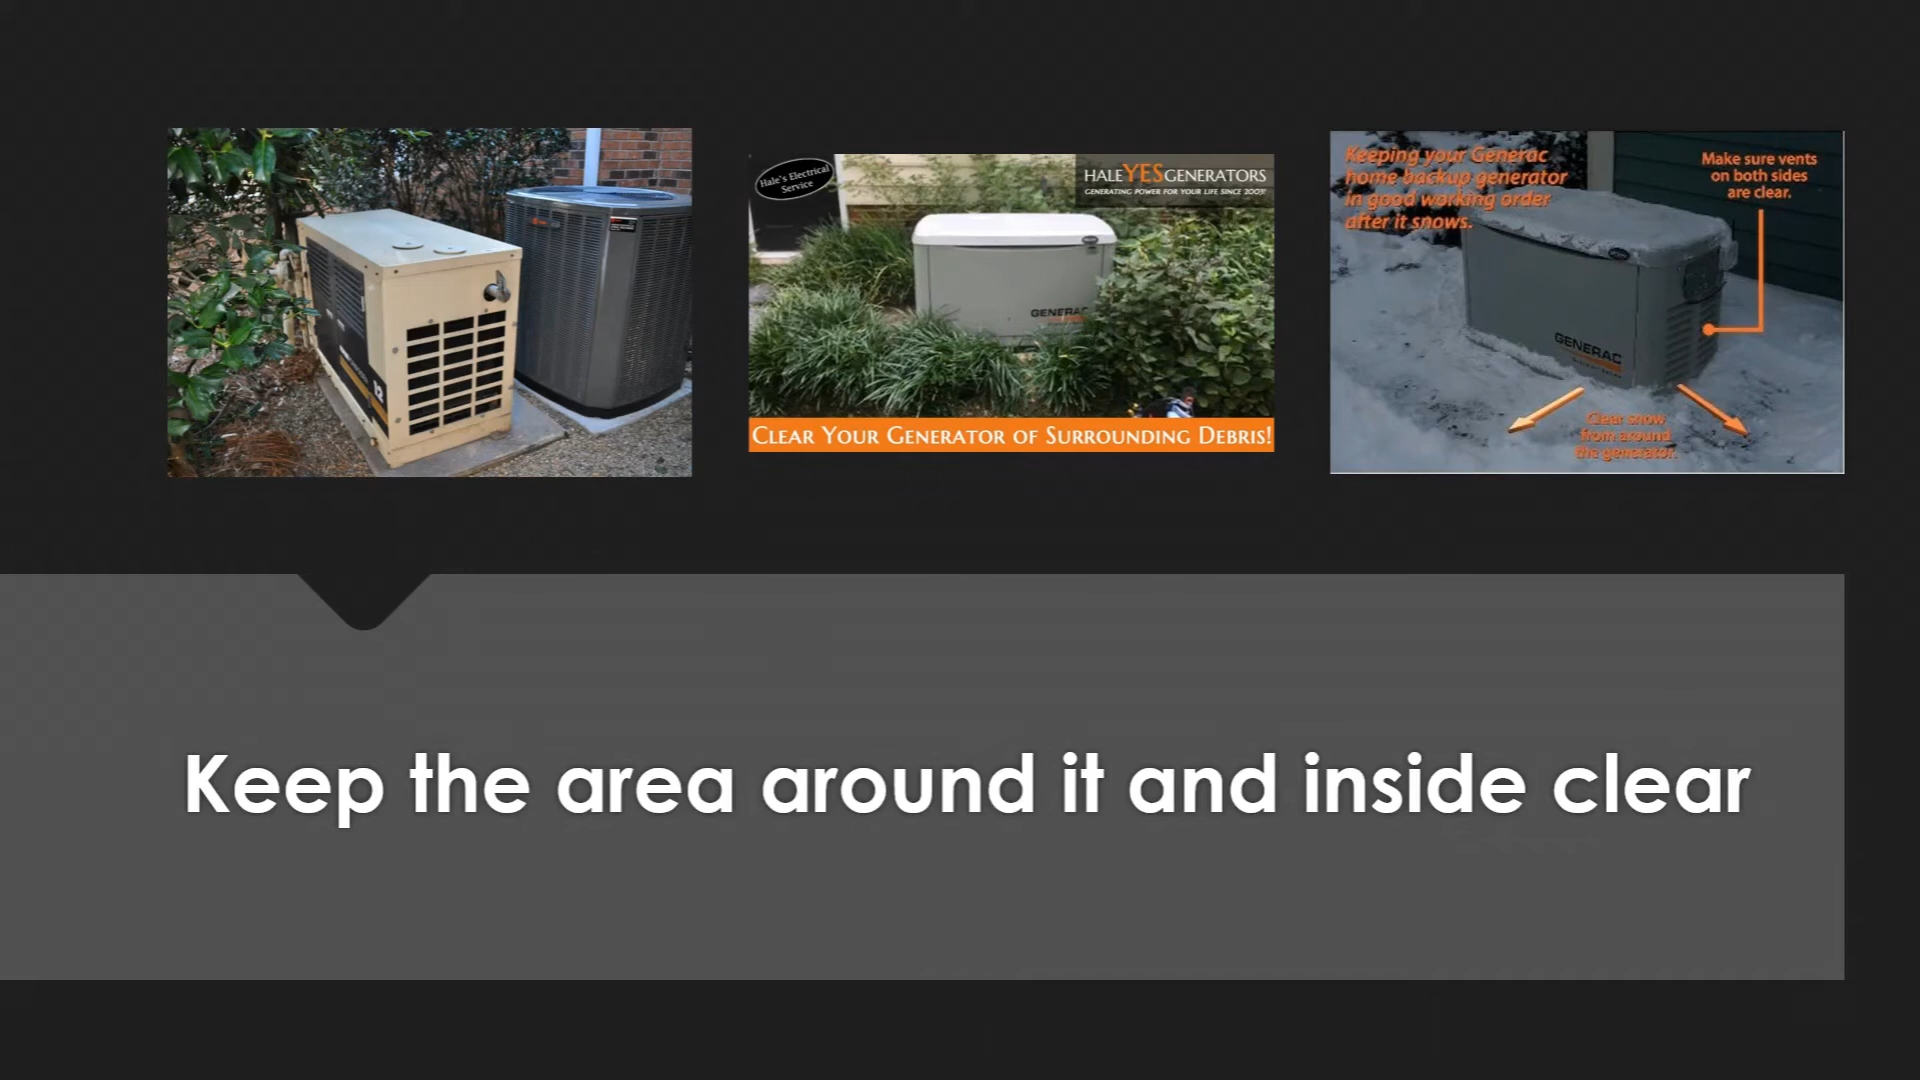 Hale's Electrical
Service
HALEYESGENERATORS
GENERATING POWER FOR YOUR LIFE SINCE 2003!
GENERAC
CLEAR YOUR GENERATOR OF SURROUNDING DEBRIS!
Keeping your Generac
home backup generator
in good working order
after it snows.
Make sure vents
on both sides
are clear.
GENERAC
Clear snow
from around
the generator.
12
Keep the area around it and inside clear